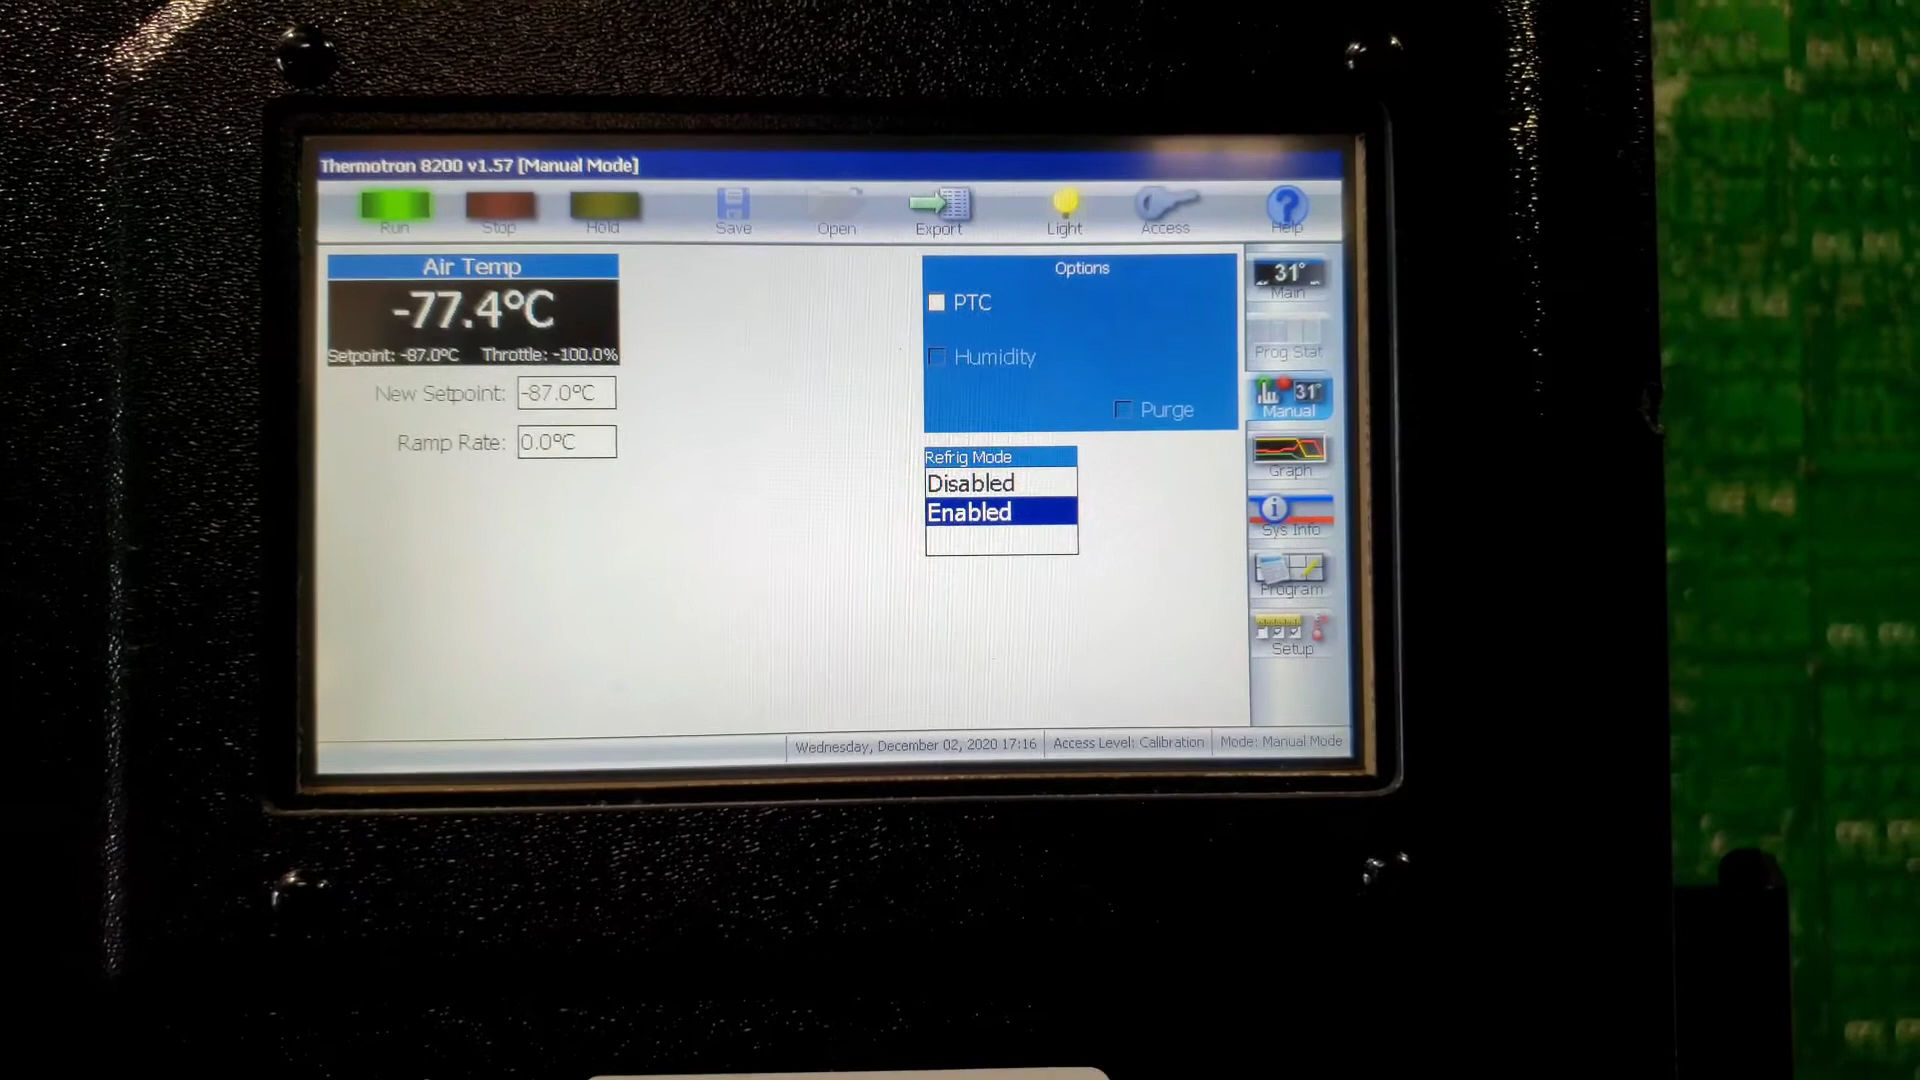 Thermotron 8200 v1.57 [Manual Mode]
Run Stop Hold Save Open Export Light Access Help
Air Temp
-77.4°C
Setpoint: -87.0°C Throttle: -100.0%
New Setpoint: -87.0°C
Ramp Rate: 0.0°C
Options
PTC
Humidity
Purge
Refrig Mode
Disabled
Enabled
31°
Main
Prog Stat
31°
Manual
Graph
i
Sys Info
Program
Setup
Wednesday, December 02, 2020 17:16 Access Level: Calibration Mode: Manual Mode